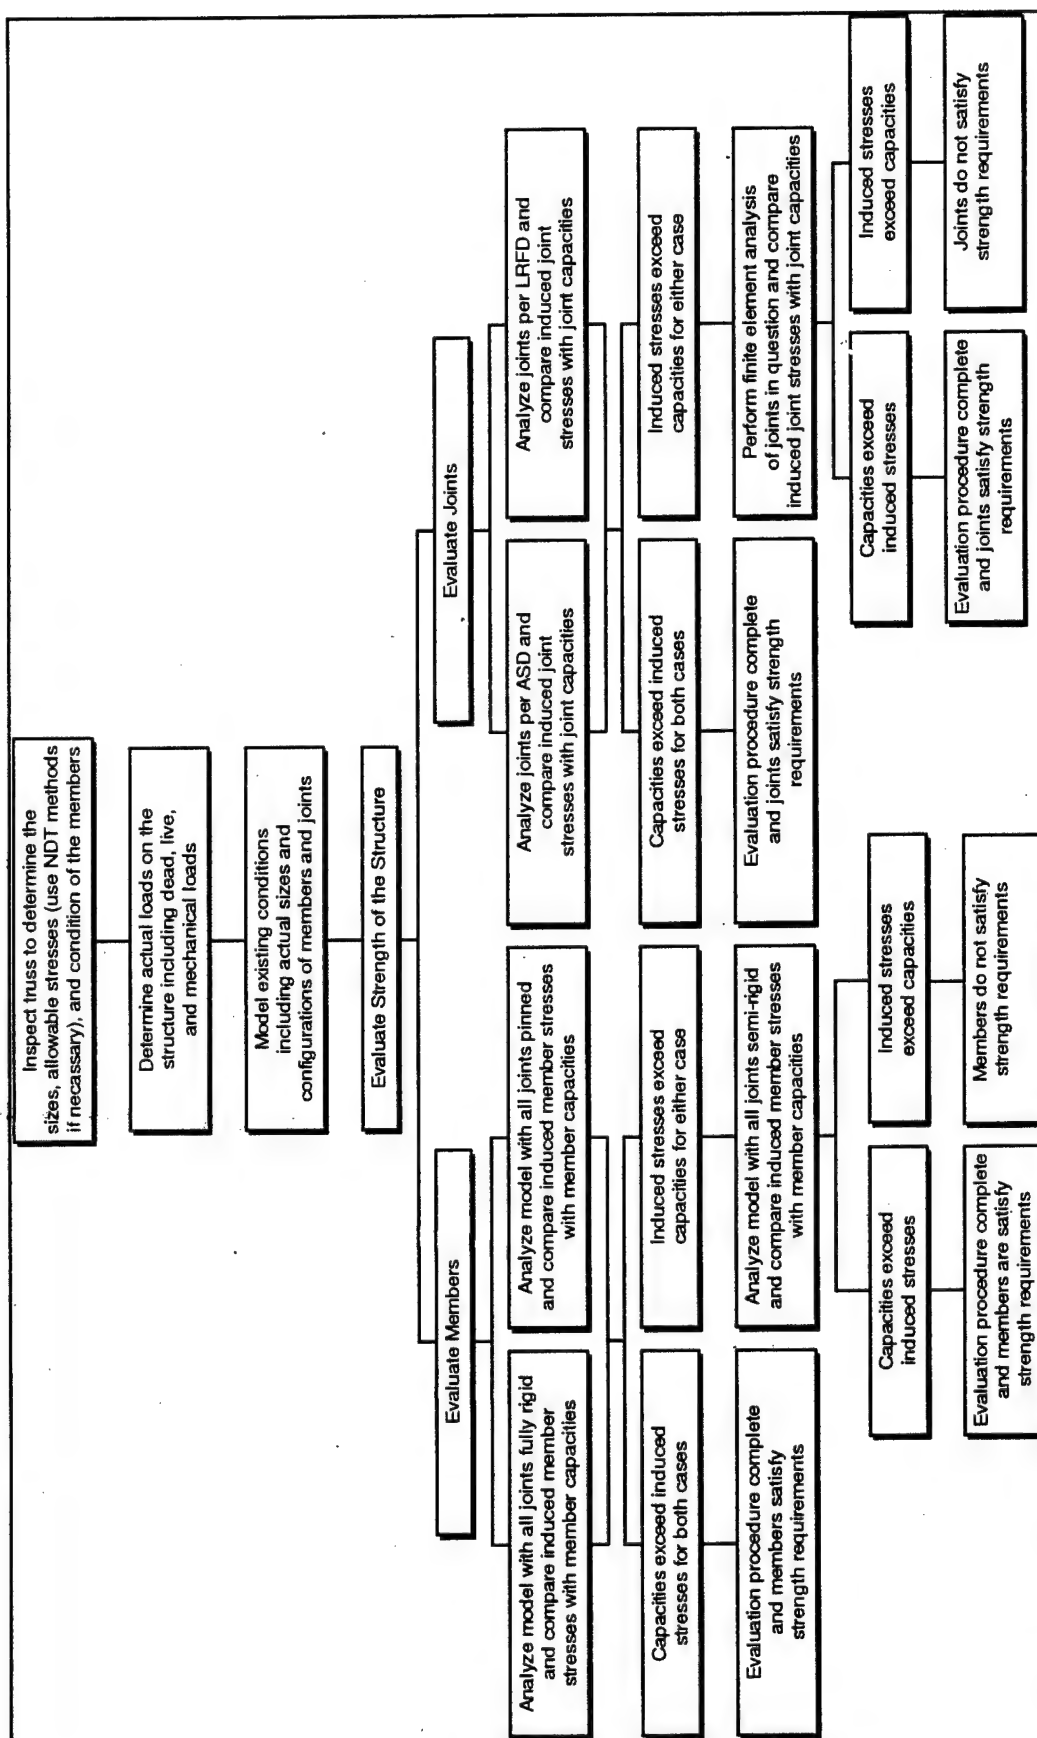 Inspect truss to determine the
sizes, allowable stresses (use NDT methods
if necassary), and condition of the members
Determine actual loads on the
structure including dead, live,
and mechanical loads
Model existing conditions
including actual sizes and
configurations of members and joints
Evaluate Strength of the Structure
Evaluate Members
Evaluate Joints
Analyze model with all joints fully rigid
and compare induced member
stresses with member capacities
Analyze model with all joints pinned
and compare induced member stresses
with member capacities
Analyze joints per ASD and
compare induced joint
stresses with joint capacities
Analyze joints per LRFD and
compare induced joint
stresses with joint capacities
Capacities exceed induced
stresses for both cases
Induced stresses exceed
capacities for either case
Capacities exceed induced
stresses for both cases
Induced stresses exceed
capacities for either case
Evaluation procedure complete
and members satisfy
strength requirements
Analyze model with all joints semi-rigid
and compare induced member stresses
with member capacities
Evaluation procedure complete
and joints satisfy strength
requirements
Perform finite element analysis
of joints in question and compare
induced joint stresses with joint capacities
Capacities exceed
induced stresses
Induced stresses
exceed capacities
Capacities exceed
induced stresses
Induced stresses
exceed capacities
Evaluation procedure complete
and members are satisfy
strength requirements
Members do not satisfy
strength requirements
Evaluation procedure complete
and joints satisfy strength
requirements
Joints do not satisfy
strength requirements